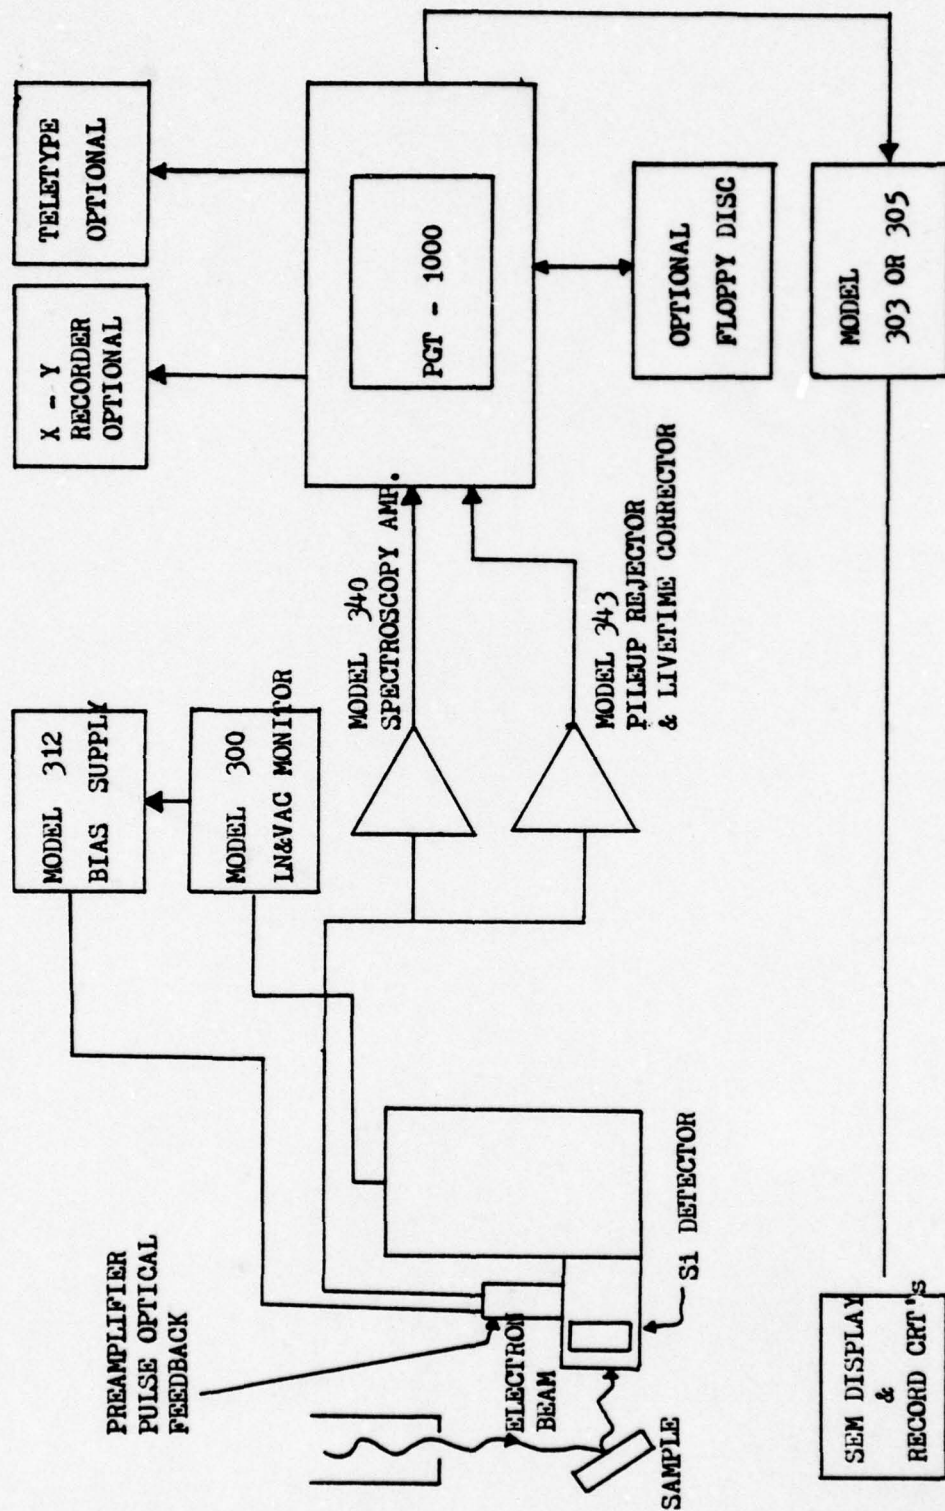 TELETYPE
OPTIONAL
X - Y
RECORDER
OPTIONAL
PGT - 1000
OPTIONAL
FLOPPY DISC
MODEL
303 OR 305
MODEL 312
BIAS SUPPLY
MODEL 300
LN&VAC MONITOR
MODEL 340
SPECTROSCOPY AMP.
MODEL 343
PILEUP REJECTOR
& LIVETIME CORRECTOR
PREAMPLIFIER
PULSE OPTICAL
FEEDBACK
ELECTRON
BEAM
Si DETECTOR
SAMPLE
SEM DISPLAY
&
RECORD CRT's